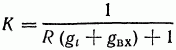 K = 1 / (R (g_i + g_вх) + 1)